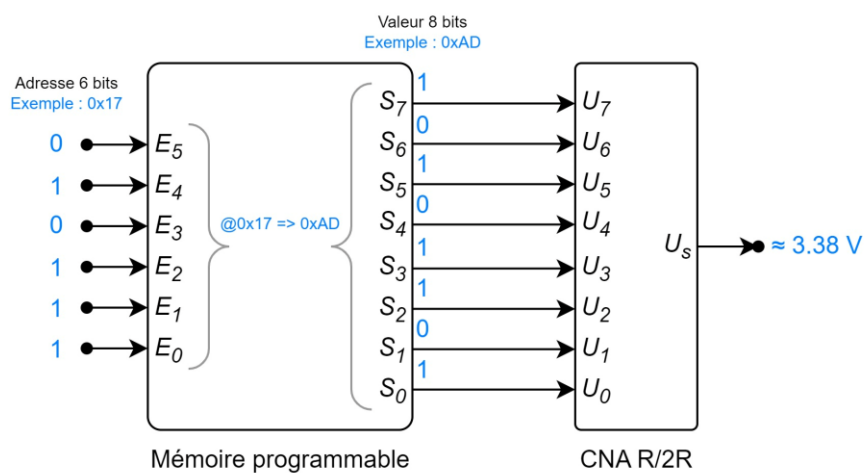 Valeur 8 bits
Exemple : 0xAD
Adresse 6 bits
Exemple : 0x17
0 E5
1 E4
0 E3
1 E2
1 E1
1 E0
@0x17 => 0xAD
S7 1 U7
S6 0 U6
S5 1 U5
S4 0 U4
S3 1 U3
S2 1 U2
S1 0 U1
S0 1 U0
Us ≈ 3.38 V
Mémoire programmable
CNA R/2R